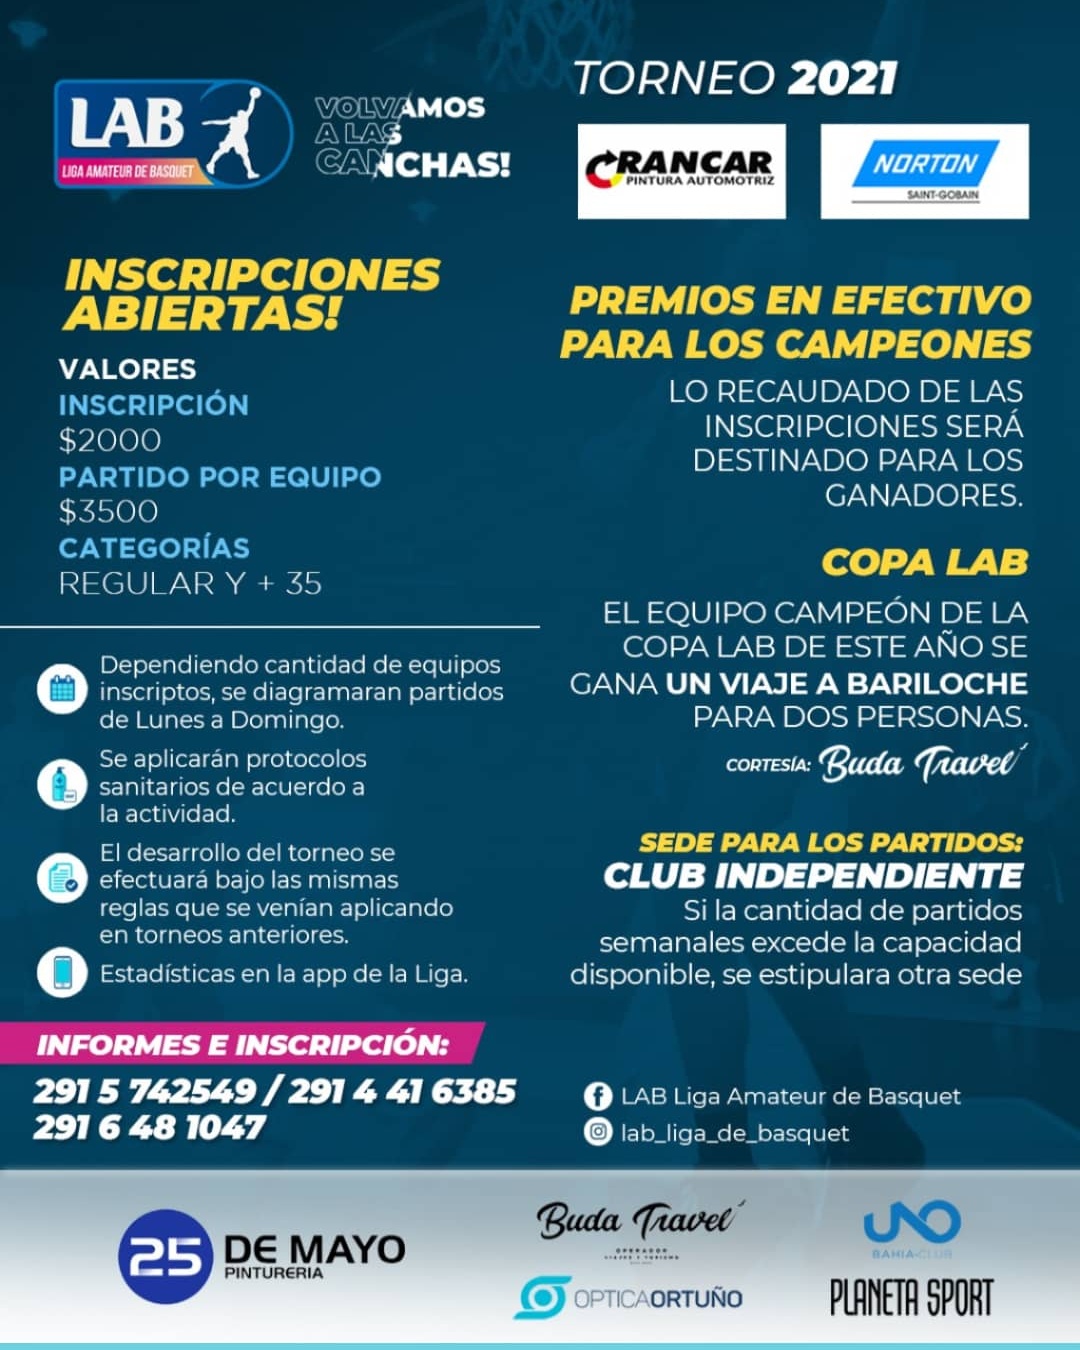 LAB
LIGA AMATEUR DE BASQUET
VOLVAMOS
A LAS
CANCHAS!
TORNEO 2021
CRANCAR
PINTURA AUTOMOTRIZ
NORTON
SAINT-GOBAIN
INSCRIPCIONES
ABIERTAS!
VALORES
INSCRIPCIÓN
$2000
PARTIDO POR EQUIPO
$3500
CATEGORÍAS
REGULAR Y + 35
Dependiendo cantidad de equipos
inscriptos, se diagramaran partidos
de Lunes a Domingo.
Se aplicarán protocolos
sanitarios de acuerdo a
la actividad.
El desarrollo del torneo se
efectuará bajo las mismas
reglas que se venían aplicando
en torneos anteriores.
Estadísticas en la app de la Liga.
INFORMES E INSCRIPCIÓN:
291 5 742549 / 291 4 41 6385
291 6 48 1047
PREMIOS EN EFECTIVO
PARA LOS CAMPEONES
LO RECAUDADO DE LAS
INSCRIPCIONES SERÁ
DESTINADO PARA LOS
GANADORES.
COPA LAB
EL EQUIPO CAMPEÓN DE LA
COPA LAB DE ESTE AÑO SE
GANA UN VIAJE A BARILOCHE
PARA DOS PERSONAS.
CORTESÍA: Buda Travel
SEDE PARA LOS PARTIDOS:
CLUB INDEPENDIENTE
Si la cantidad de partidos
semanales excede la capacidad
disponible, se estipulara otra sede
LAB Liga Amateur de Basquet
lab_liga_de_basquet
25 DE MAYO
PINTURERIA
Buda Travel
OPERADOR
VIAJES Y TURISMO
OPTICAORTUÑO
UNO
BAHIA-CLUB
PLANETA SPORT